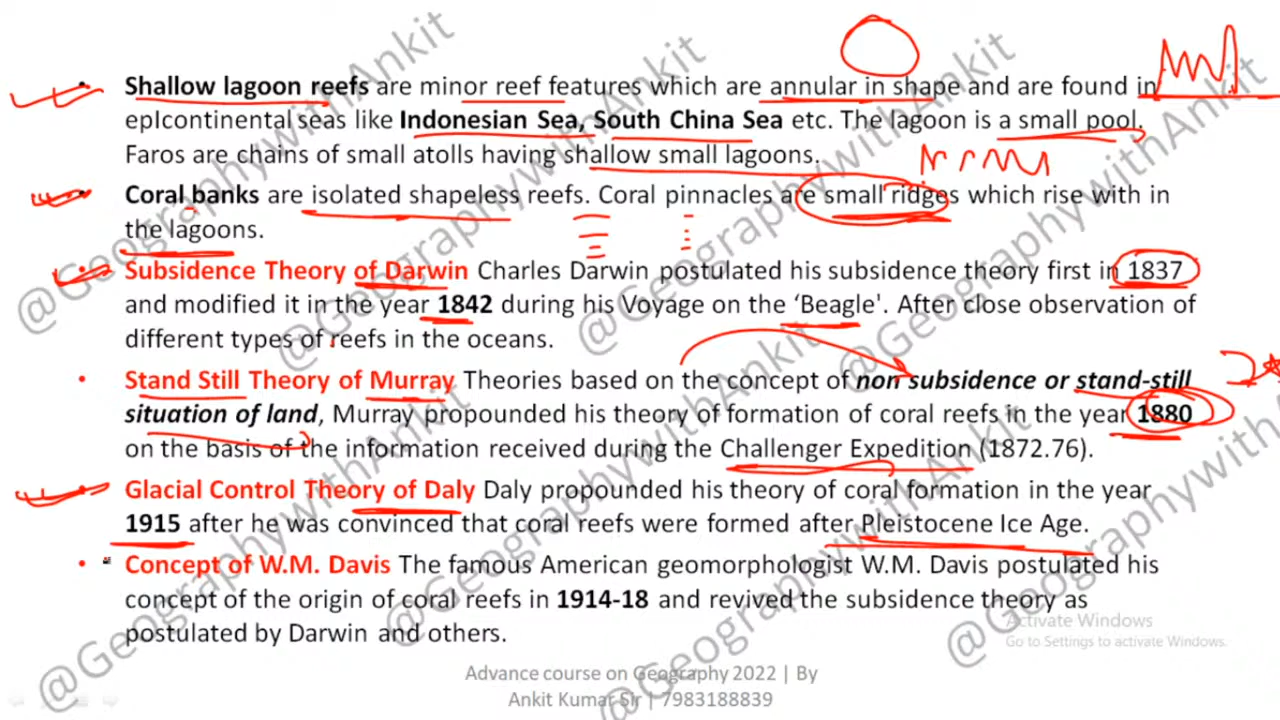 • Shallow lagoon reefs are minor reef features which are annular in shape and are found in
epIcontinental seas like Indonesian Sea, South China Sea etc. The lagoon is a small pool.
Faros are chains of small atolls having shallow small lagoons.
• Coral banks are isolated shapeless reefs. Coral pinnacles are small ridges which rise with in
the lagoons.
• Subsidence Theory of Darwin Charles Darwin postulated his subsidence theory first in 1837
and modified it in the year 1842 during his Voyage on the ‘Beagle'. After close observation of
different types of reefs in the oceans.
• Stand Still Theory of Murray Theories based on the concept of non subsidence or stand-still
situation of land, Murray propounded his theory of formation of coral reefs in the year 1880
on the basis of the information received during the Challenger Expedition (1872.76).
• Glacial Control Theory of Daly Daly propounded his theory of coral formation in the year
1915 after he was convinced that coral reefs were formed after Pleistocene Ice Age.
• Concept of W.M. Davis The famous American geomorphologist W.M. Davis postulated his
concept of the origin of coral reefs in 1914-18 and revived the subsidence theory as
postulated by Darwin and others.
Activate Windows
Go to Settings to activate Windows.
Advance course on Geography 2022 | By
Ankit Kumar Sir | 7983188839
@GeographywithAnkit
@GeographywithAnkit
@GeographywithAnkit
@GeographywithAnkit
@GeographywithAnkit
@GeographywithAnkit
@GeographywithAnkit
@GeographywithAnkit